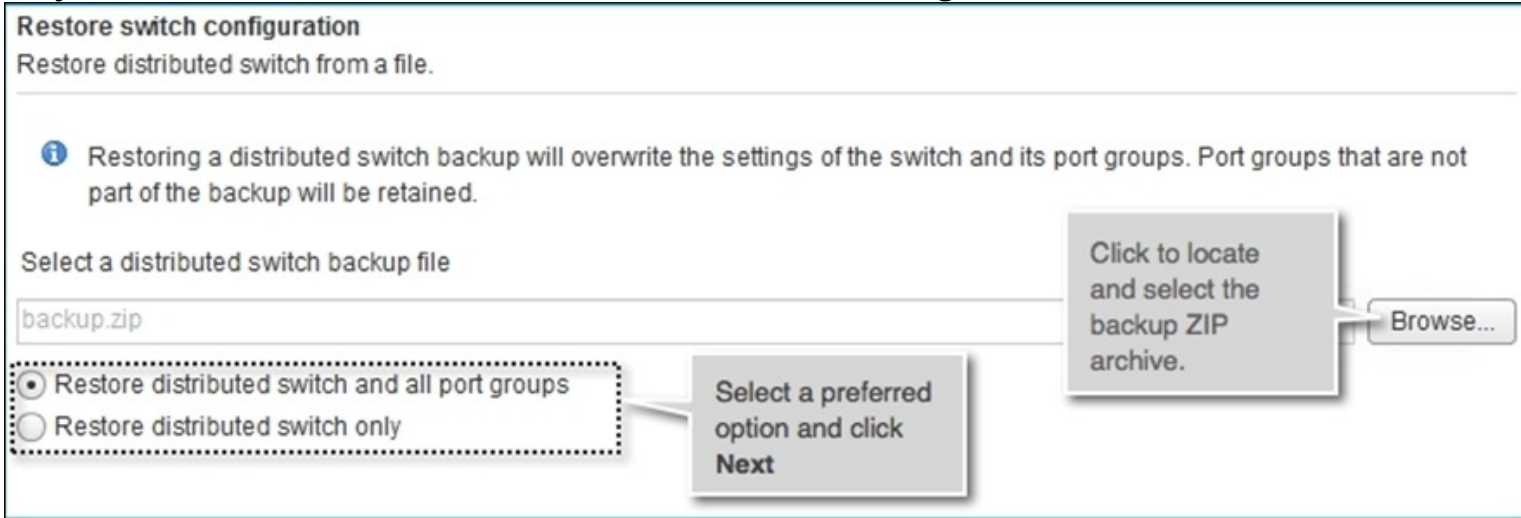 Restore switch configuration
Restore distributed switch from a file.
Restoring a distributed switch backup will overwrite the settings of the switch and its port groups. Port groups that are not
part of the backup will be retained.
Select a distributed switch backup file
backup.zip
Browse...
Click to locate
and select the
backup ZIP
archive.
Restore distributed switch and all port groups
Restore distributed switch only
Select a preferred
option and click
Next